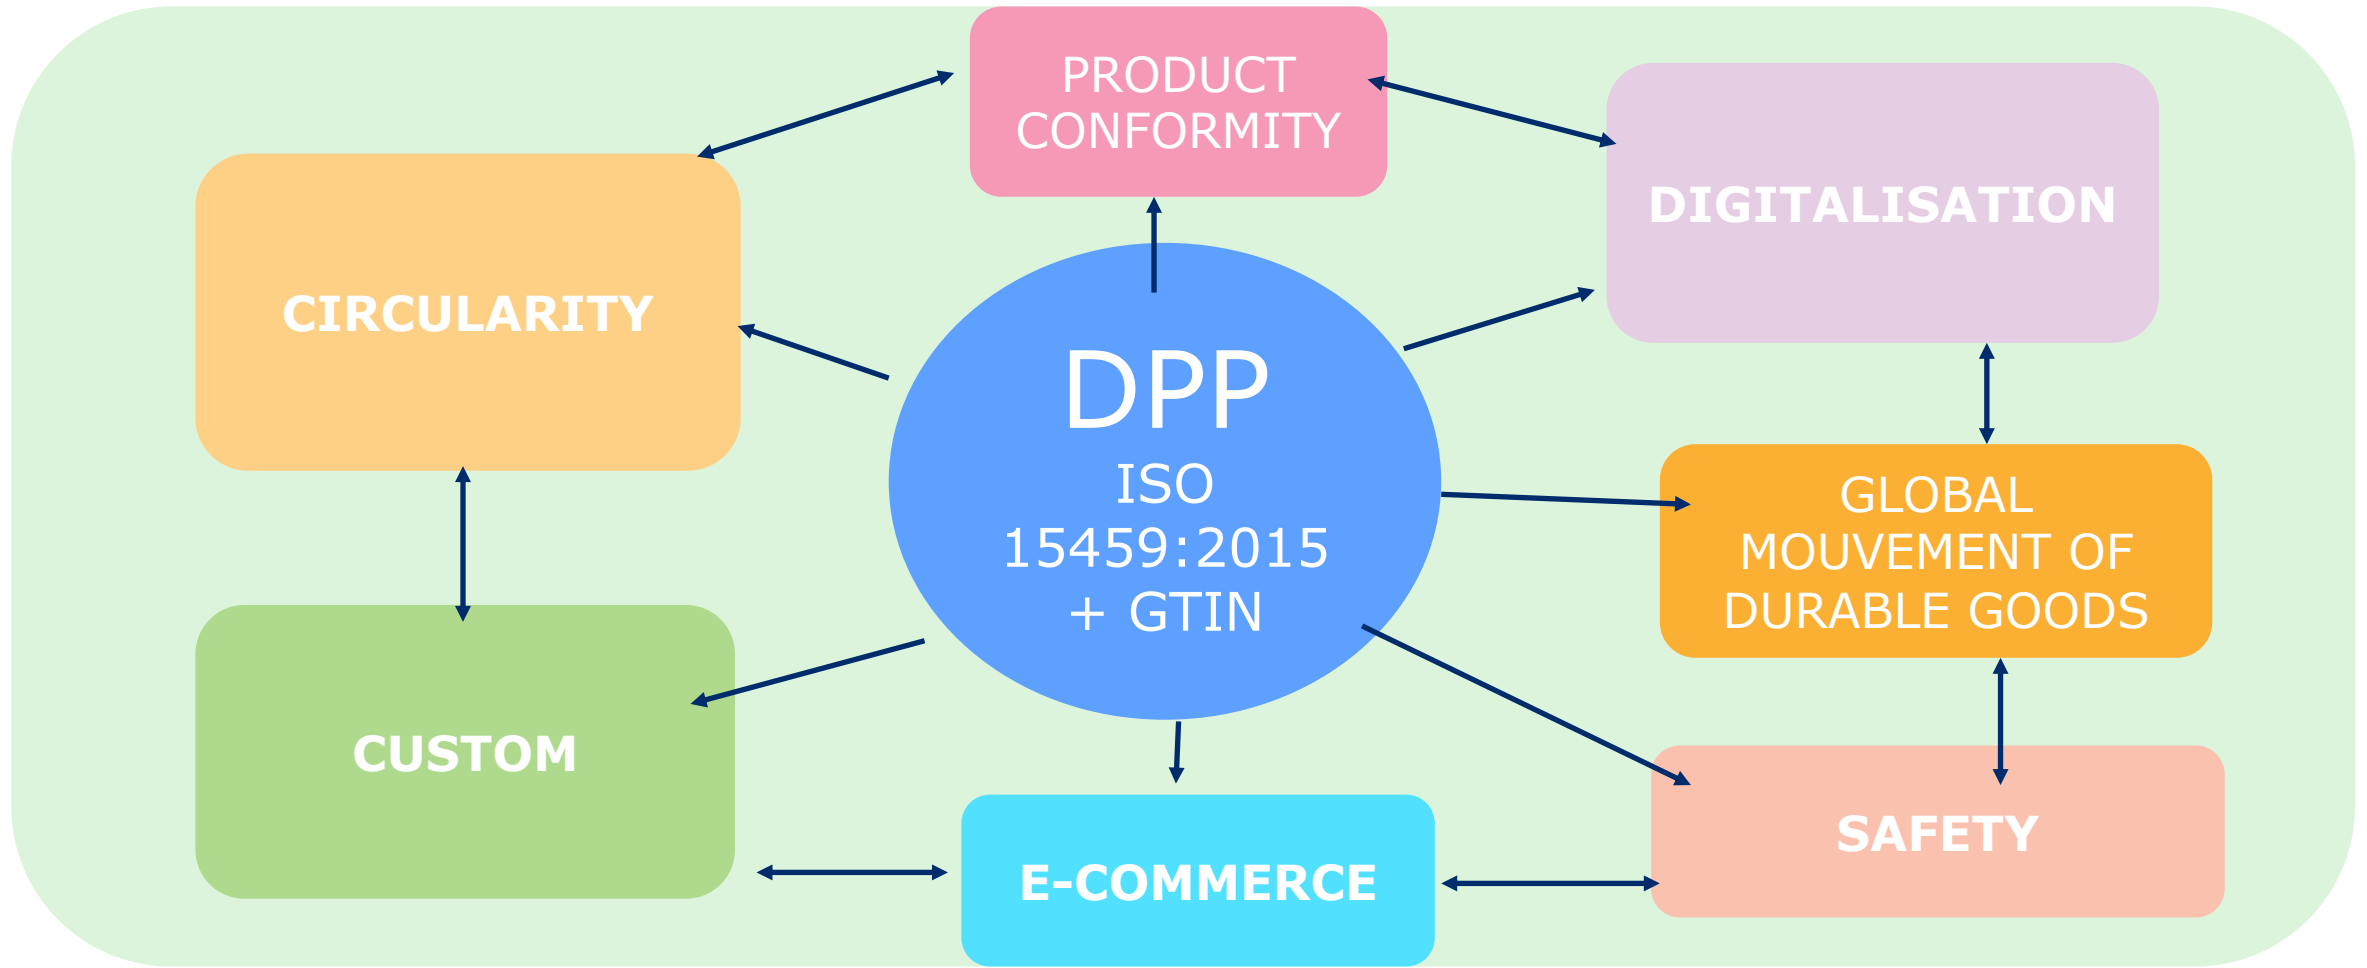 PRODUCT
CONFORMITY
DIGITALISATION
CIRCULARITY
DPP
ISO
15459:2015
+ GTIN
GLOBAL
MOUVEMENT OF
DURABLE GOODS
CUSTOM
E-COMMERCE
SAFETY